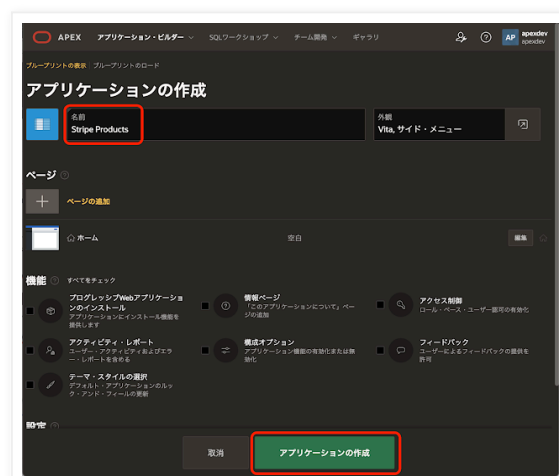 APEX アプリケーション・ビルダー SQLワークショップ チーム開発 ギャラリ AP apexdev
apexdev
ブループリントの表示 ブループリントのロード
アプリケーションの作成
名前
Stripe Products
外観
Vita, サイド・メニュー
ページ
ページの追加
ホーム 空白 編集
機能 すべてをチェック
プログレッシブWebアプリケーショ
ンのインストール
アプリケーションにインストール機能を
提供します
情報ページ
「このアプリケーションについて」ペー
ジの追加
アクセス制御
ロール・ベース・ユーザー認可の有効化
アクティビティ・レポート
ユーザー・アクティビティおよびエラ
ー・レポートを含める
構成オプション
アプリケーション機能の有効化または無
効化
フィードバック
ユーザーによるフィードバックの提供を
許可
テーマ・スタイルの選択
デフォルト・アプリケーションのルッ
ク・アンド・フィールの更新
設定
取消 アプリケーションの作成